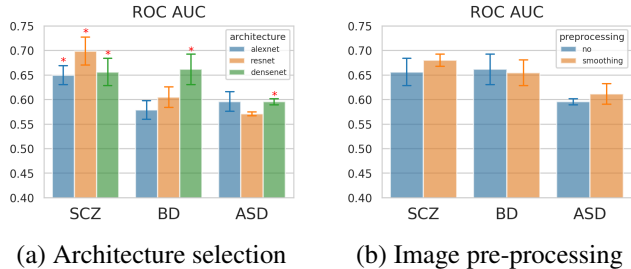 ROC AUC
0.75
0.70
0.65
0.60
0.55
0.50
0.45
0.40
architecture
alexnet
resnet
densenet
* * * *
SCZ BD ASD
(a) Architecture selection
ROC AUC
0.75
0.70
0.65
0.60
0.55
0.50
0.45
0.40
preprocessing
no
smoothing
SCZ BD ASD
(b) Image pre-processing